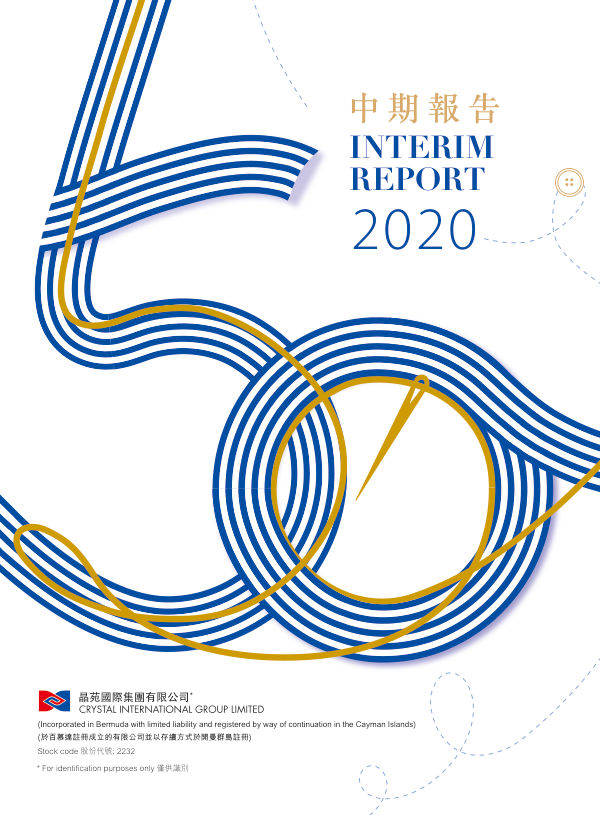 中期報告
INTERIM
REPORT
2020
50
晶苑國際集團有限公司*
CRYSTAL INTERNATIONAL GROUP LIMITED
(Incorporated in Bermuda with limited liability and registered by way of continuation in the Cayman Islands)
(於百慕達註冊成立的有限公司並以存續方式於開曼群島註冊)
Stock code 股份代號: 2232
* For identification purposes only 僅供識別